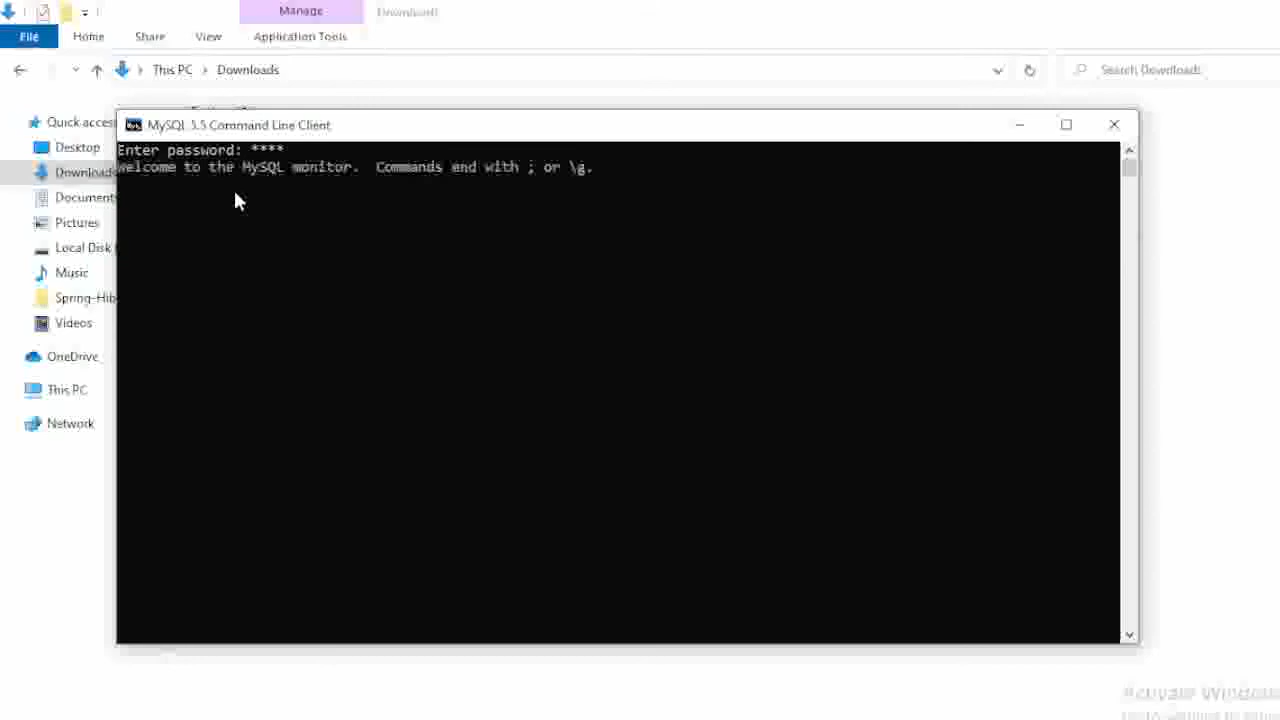 Manage
Downloads
File
Home
Share
View
Application Tools
This PC
Downloads
Search Downloads
Quick access
Desktop
Downloads
Documents
Pictures
Local Disk
Music
Spring-Hib
Videos
OneDrive
This PC
Network
MySQL 5.5 Command Line Client
Enter password: ****
Welcome to the MySQL monitor.  Commands end with ; or \g.
Activate Windows